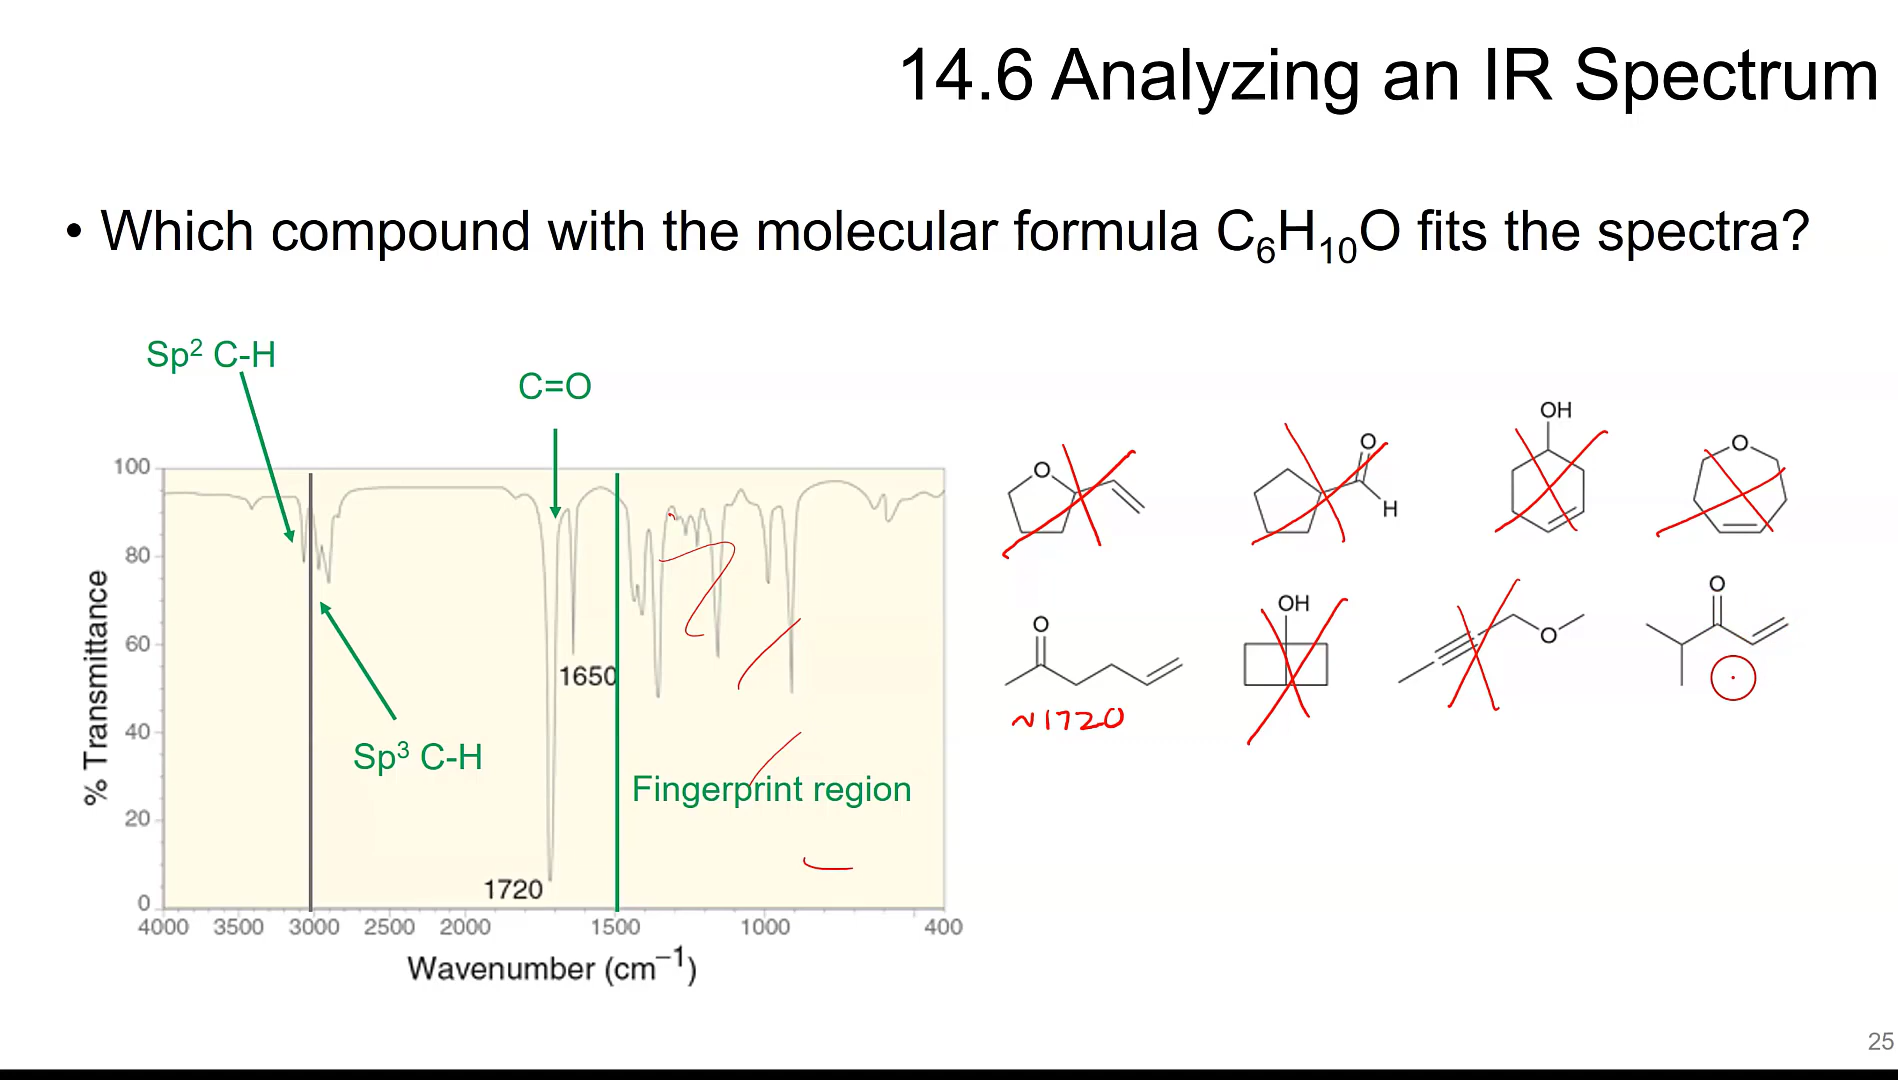 14.6 Analyzing an IR Spectrum
• Which compound with the molecular formula C₆H₁₀O fits the spectra?
Sp² C-H
C=O
100
80
60
40
20
0
% Transmittance
1650
Sp³ C-H
Fingerprint region
1720
4000 3500 3000 2500 2000 1500 1000 400
Wavenumber (cm⁻¹)
O
O
H
OH
O
O
~1720
OH
O
O
25